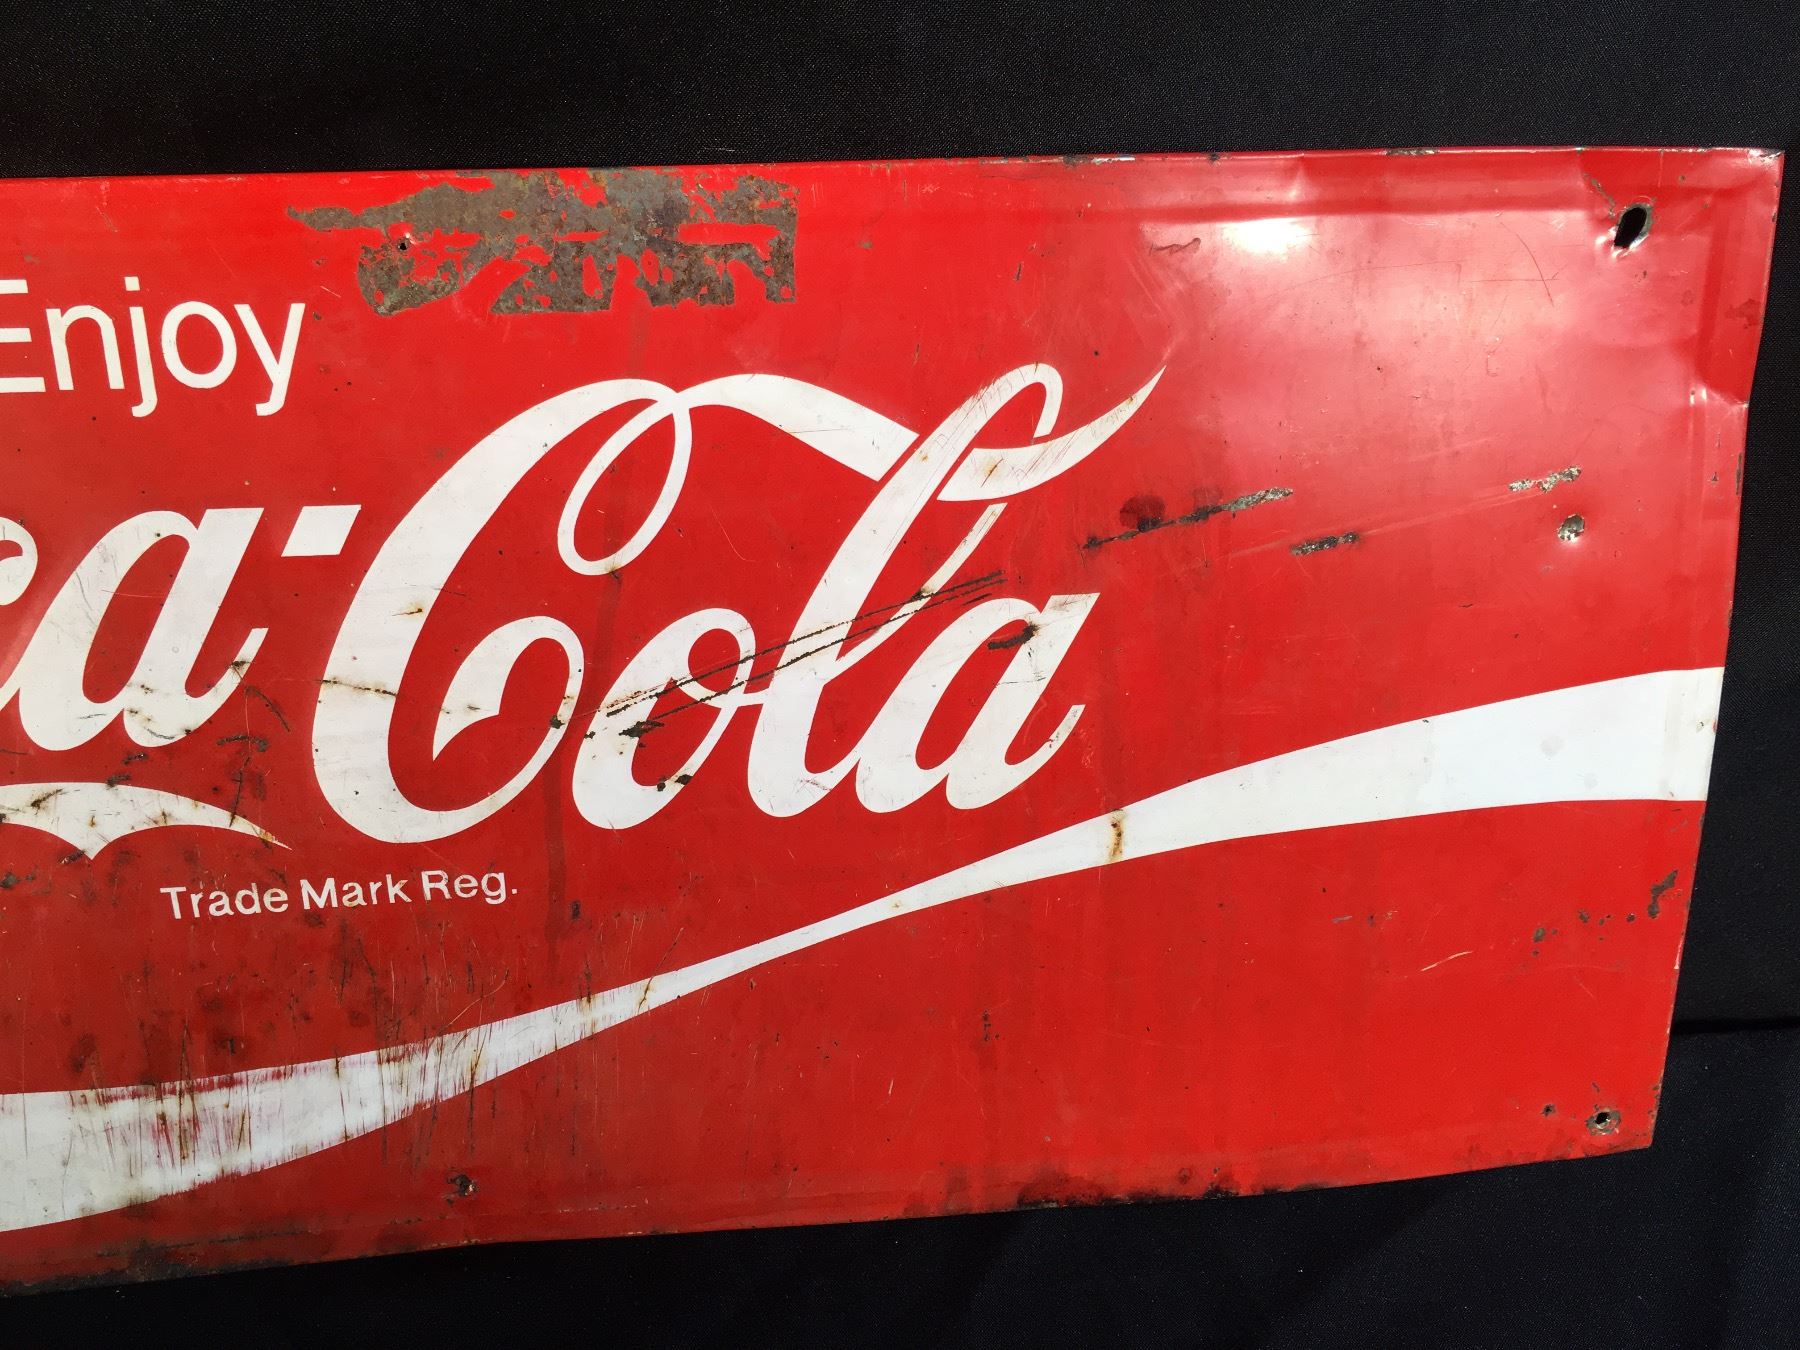 Enjoy
ca-Cola
Trade Mark Reg.